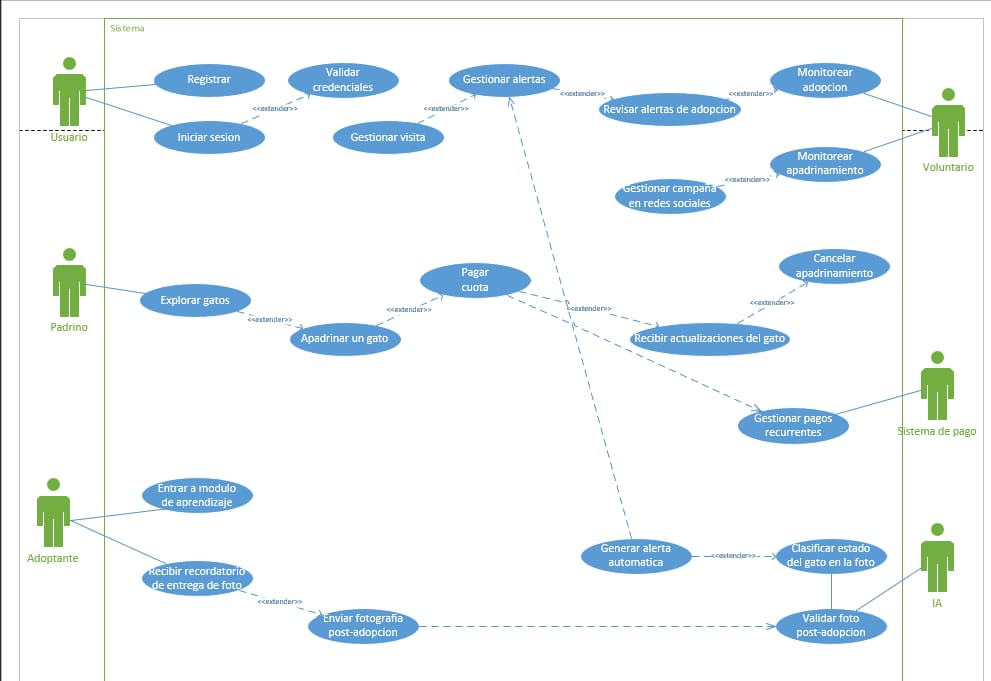 Sistema
Usuario
Registrar
Iniciar sesion
<<extender>>
Validar
credenciales
Gestionar visita
<<extender>>
Gestionar alertas
<<extender>>
Revisar alertas de adopcion
<<extender>>
Monitorear
adopcion
Monitorear
apadrinamiento
<<extender>>
Gestionar campaña
en redes sociales
Voluntario
Padrino
Explorar gatos
<<extender>>
Apadrinar un gato
<<extender>>
Pagar
cuota
<<extender>>
Recibir actualizaciones del gato
<<extender>>
Cancelar
apadrinamiento
Gestionar pagos
recurrentes
Sistema de pago
Adoptante
Entrar a modulo
de aprendizaje
Recibir recordatorio
de entrega de foto
<<extender>>
Enviar fotografia
post-adopcion
Generar alerta
automatica
<<extender>>
Clasificar estado
del gato en la foto
Validar foto
post-adopcion
IA